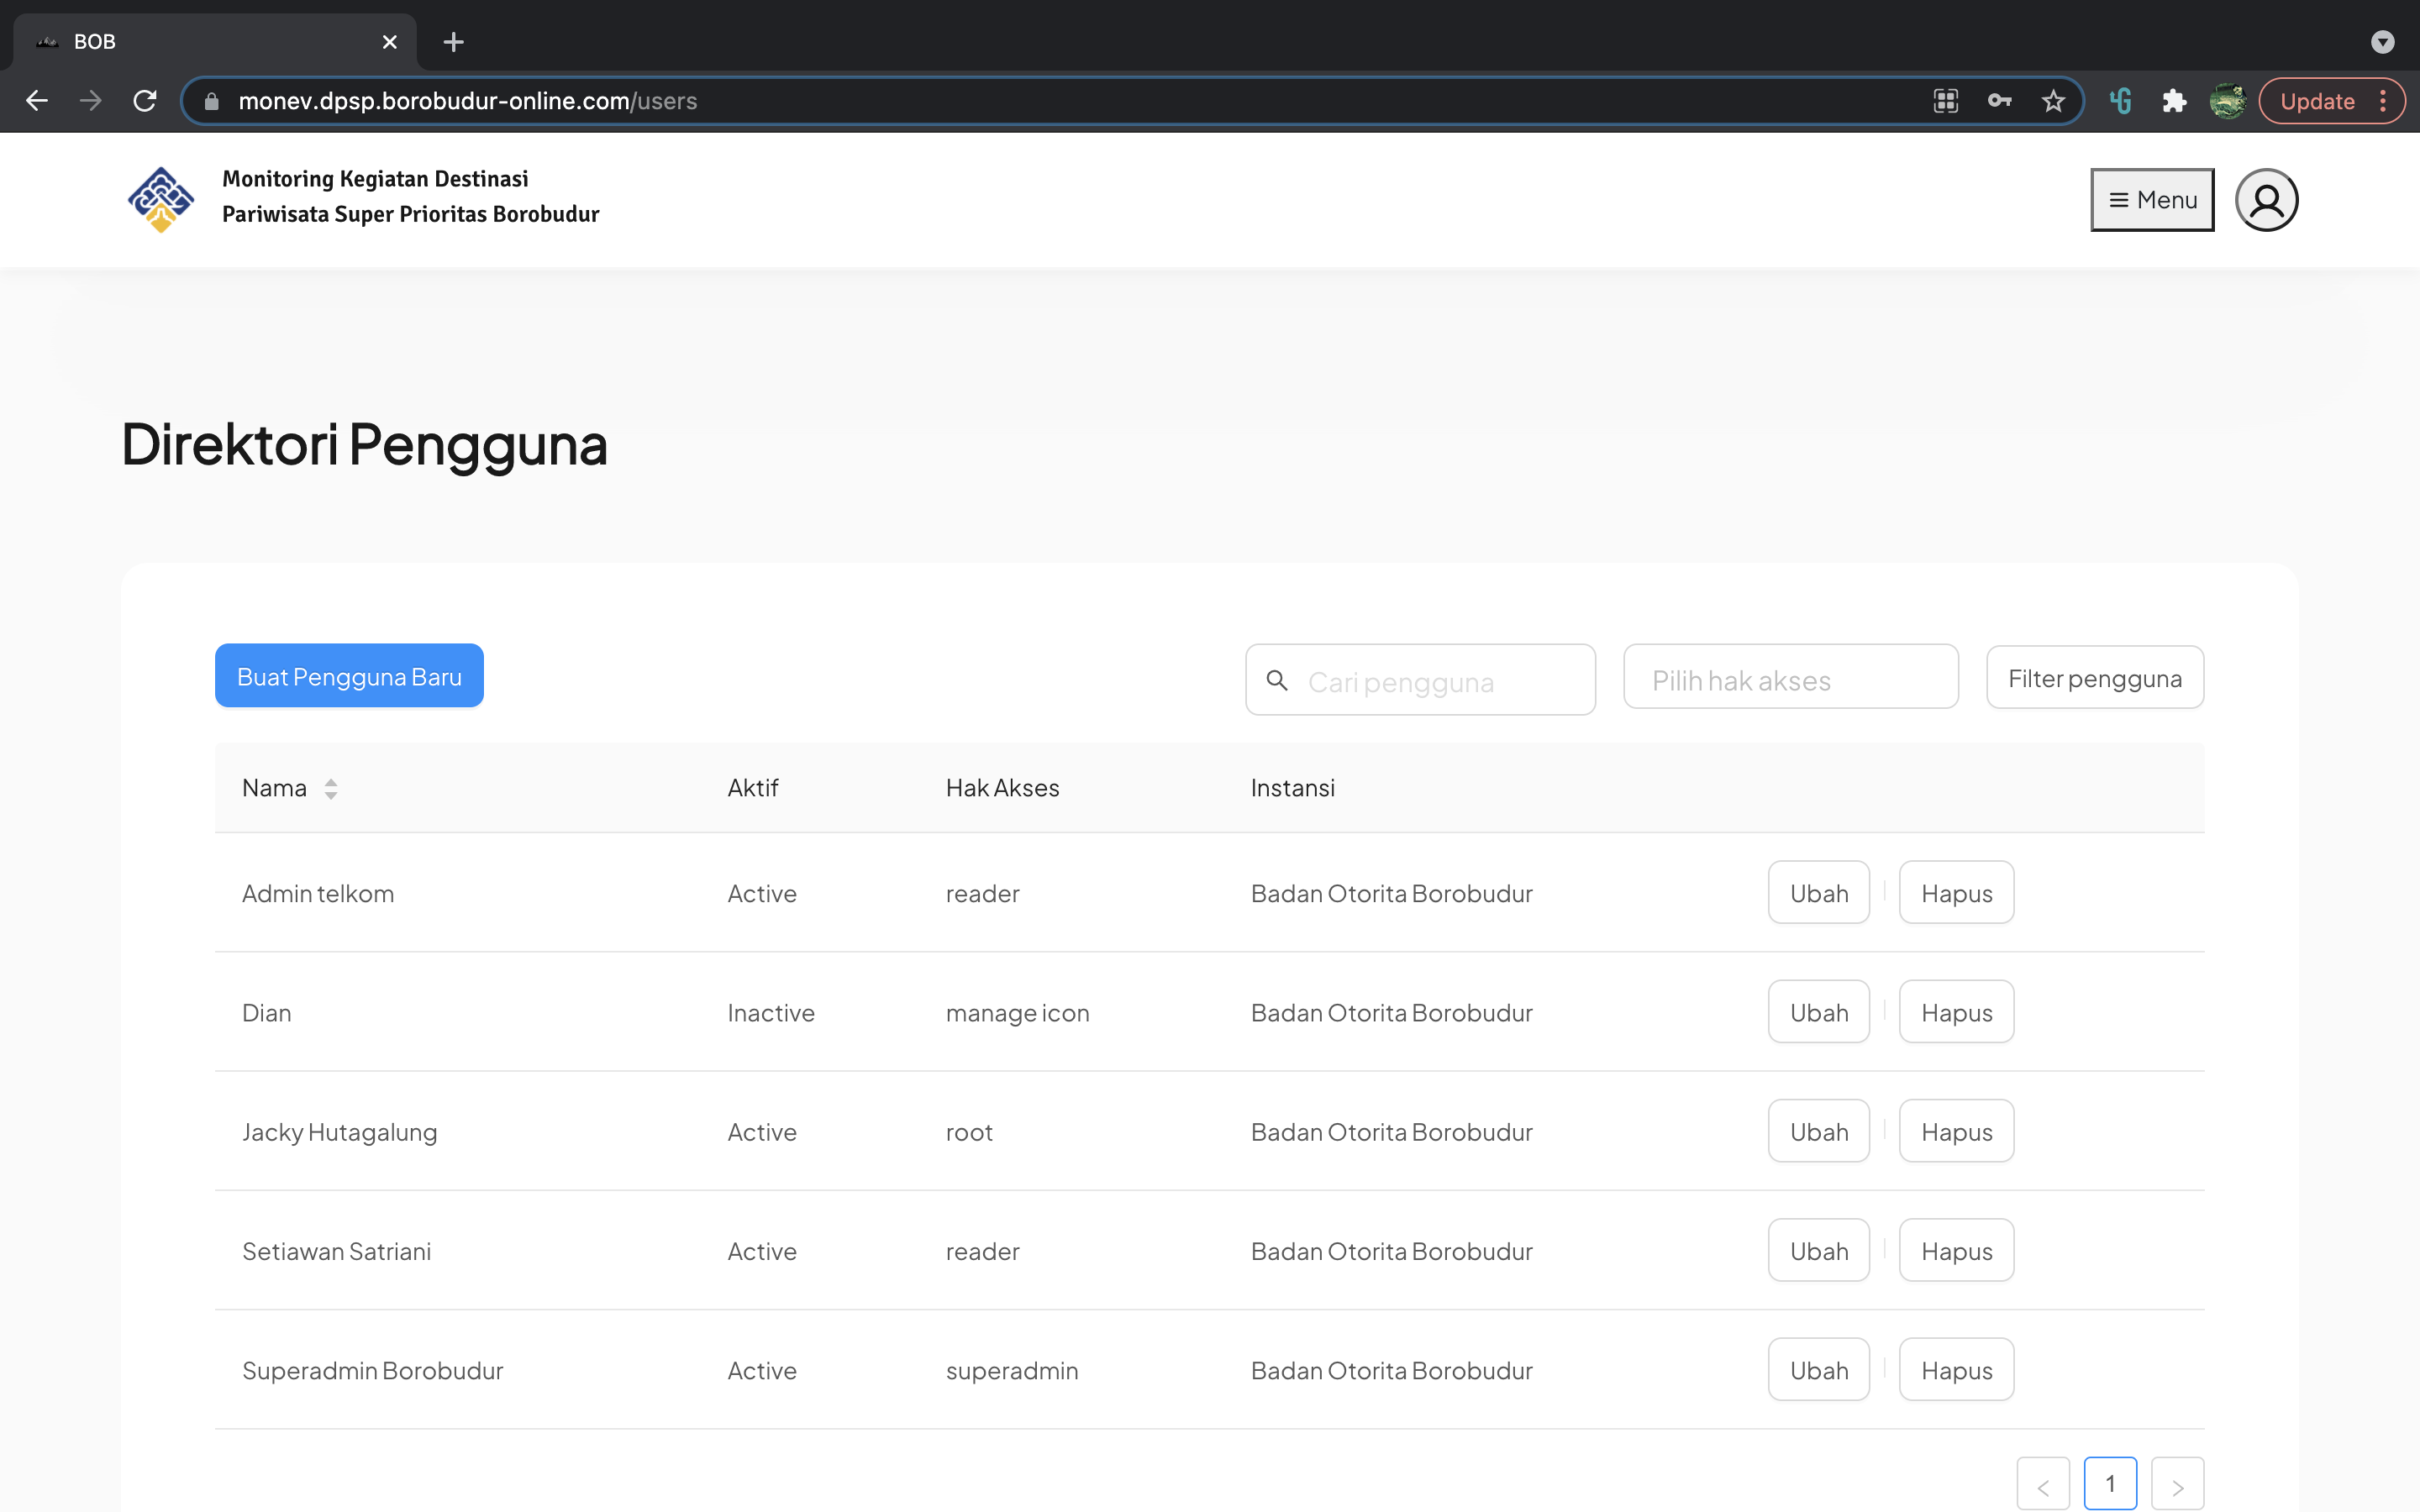 BOB
monev.dpsp.borobudur-online.com/users
Update
Monitoring Kegiatan Destinasi
Pariwisata Super Prioritas Borobudur
Menu
Direktori Pengguna
Buat Pengguna Baru
Cari pengguna
Pilih hak akses
Filter pengguna
Nama Aktif Hak Akses Instansi
Admin telkom Active reader Badan Otorita Borobudur Ubah Hapus
Dian Inactive manage icon Badan Otorita Borobudur Ubah Hapus
Jacky Hutagalung Active root Badan Otorita Borobudur Ubah Hapus
Setiawan Satriani Active reader Badan Otorita Borobudur Ubah Hapus
Superadmin Borobudur Active superadmin Badan Otorita Borobudur Ubah Hapus
< 1 >